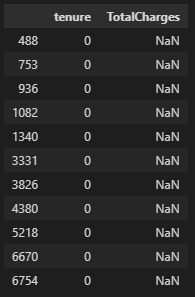 tenure TotalCharges
488 0 NaN
753 0 NaN
936 0 NaN
1082 0 NaN
1340 0 NaN
3331 0 NaN
3826 0 NaN
4380 0 NaN
5218 0 NaN
6670 0 NaN
6754 0 NaN